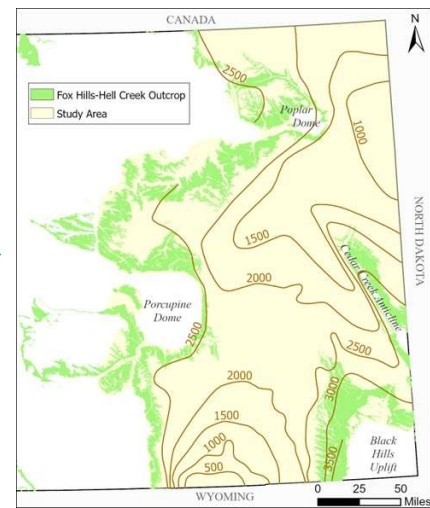 CANADA
N
Fox Hills-Hell Creek Outcrop
Study Area
2500
Poplar
Dome
1000
NORTH DAKOTA
1500
Cedar Creek Anticline
2000
Porcupine
Dome
2500
2500
2000
3000
1500
1000
500
3500
Black
Hills
Uplift
WYOMING
0 25 50
Miles